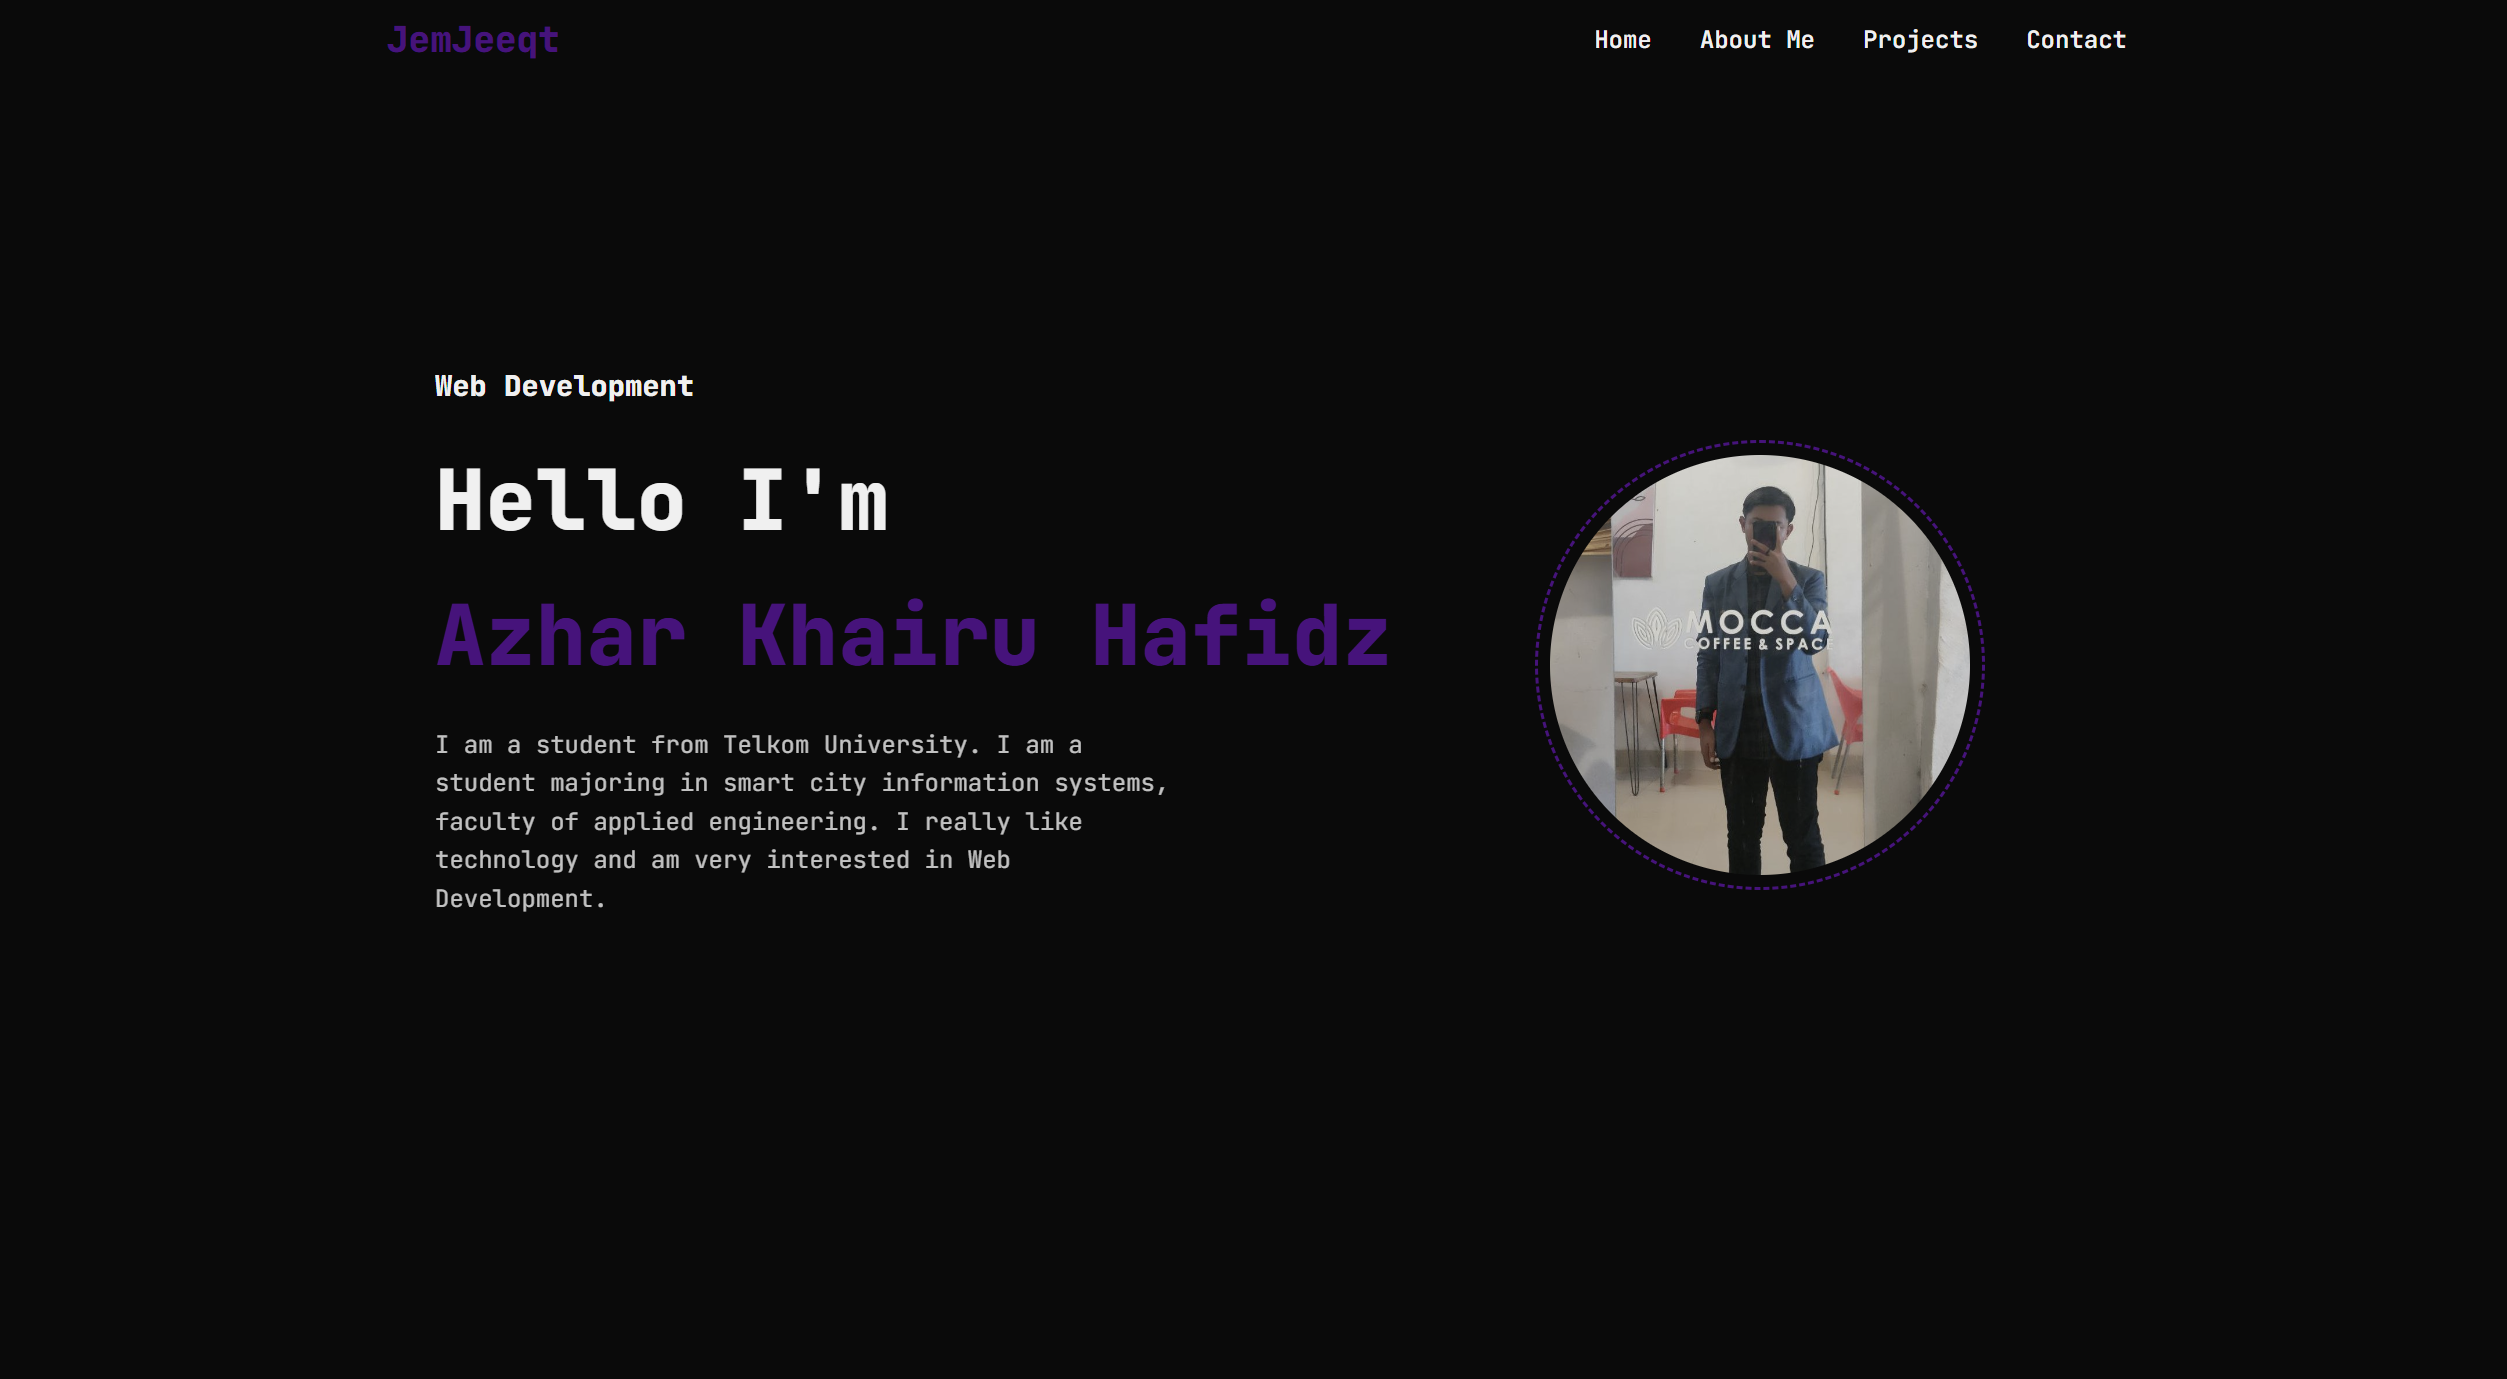 JemJeeqt
Home
About Me
Projects
Contact
Web Development
Hello I'm
Azhar Khairu Hafidz
I am a student from Telkom University. I am a
student majoring in smart city information systems,
faculty of applied engineering. I really like
technology and am very interested in Web
Development.
MOCCA
COFFEE & SPACE